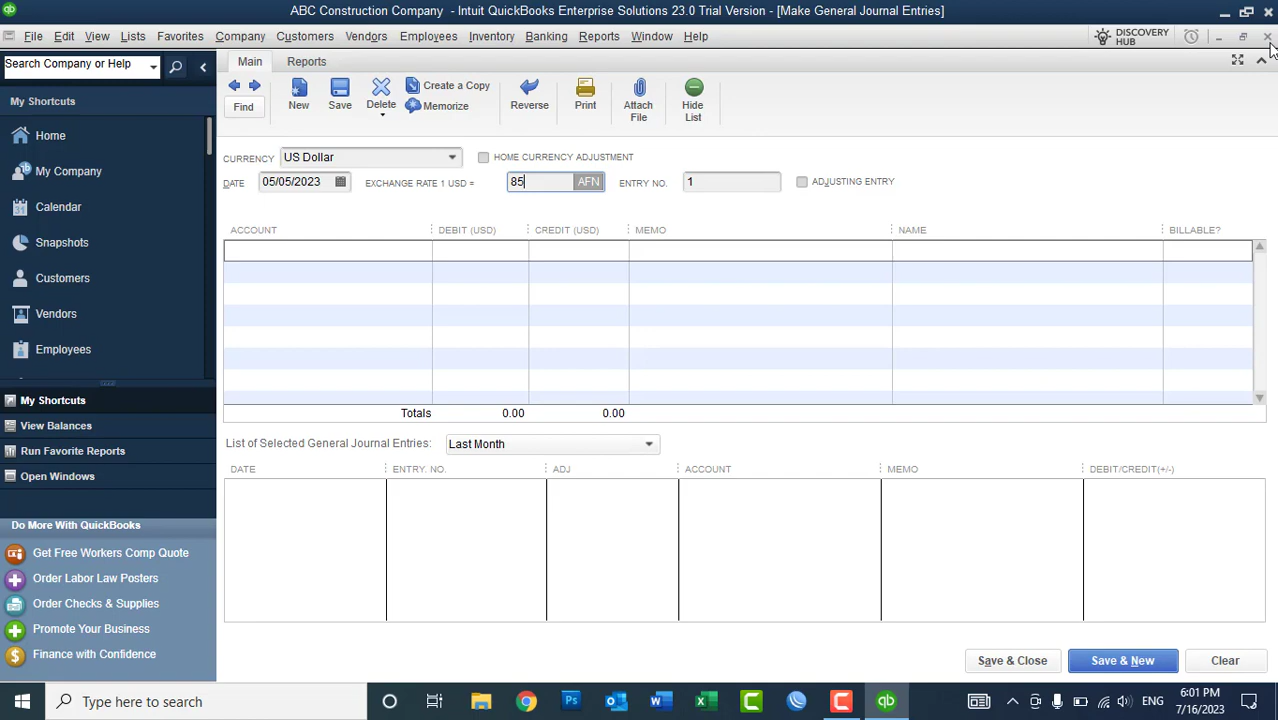 ABC Construction Company - Intuit QuickBooks Enterprise Solutions 23.0 Trial Version - [Make General Journal Entries]
File Edit View Lists Favorites Company Customers Vendors Employees Inventory Banking Reports Window Help DISCOVERY HUB
Search Company or Help
Main Reports
Find New Save Delete Create a Copy Memorize Reverse Print Attach File Hide List
My Shortcuts
Home
My Company
Calendar
Snapshots
Customers
Vendors
Employees
My Shortcuts
View Balances
Run Favorite Reports
Open Windows
Do More With QuickBooks
Get Free Workers Comp Quote
Order Labor Law Posters
Order Checks & Supplies
Promote Your Business
Finance with Confidence
CURRENCY US Dollar HOME CURRENCY ADJUSTMENT
DATE 05/05/2023 EXCHANGE RATE 1 USD = 85 AFN ENTRY NO. 1 ADJUSTING ENTRY
ACCOUNT DEBIT (USD) CREDIT (USD) MEMO NAME BILLABLE?
Totals 0.00 0.00
List of Selected General Journal Entries: Last Month
DATE ENTRY. NO. ADJ ACCOUNT MEMO DEBIT/CREDIT(+/-)
Save & Close Save & New Clear
Type here to search
Ps
ENG
6:01 PM
7/16/2023